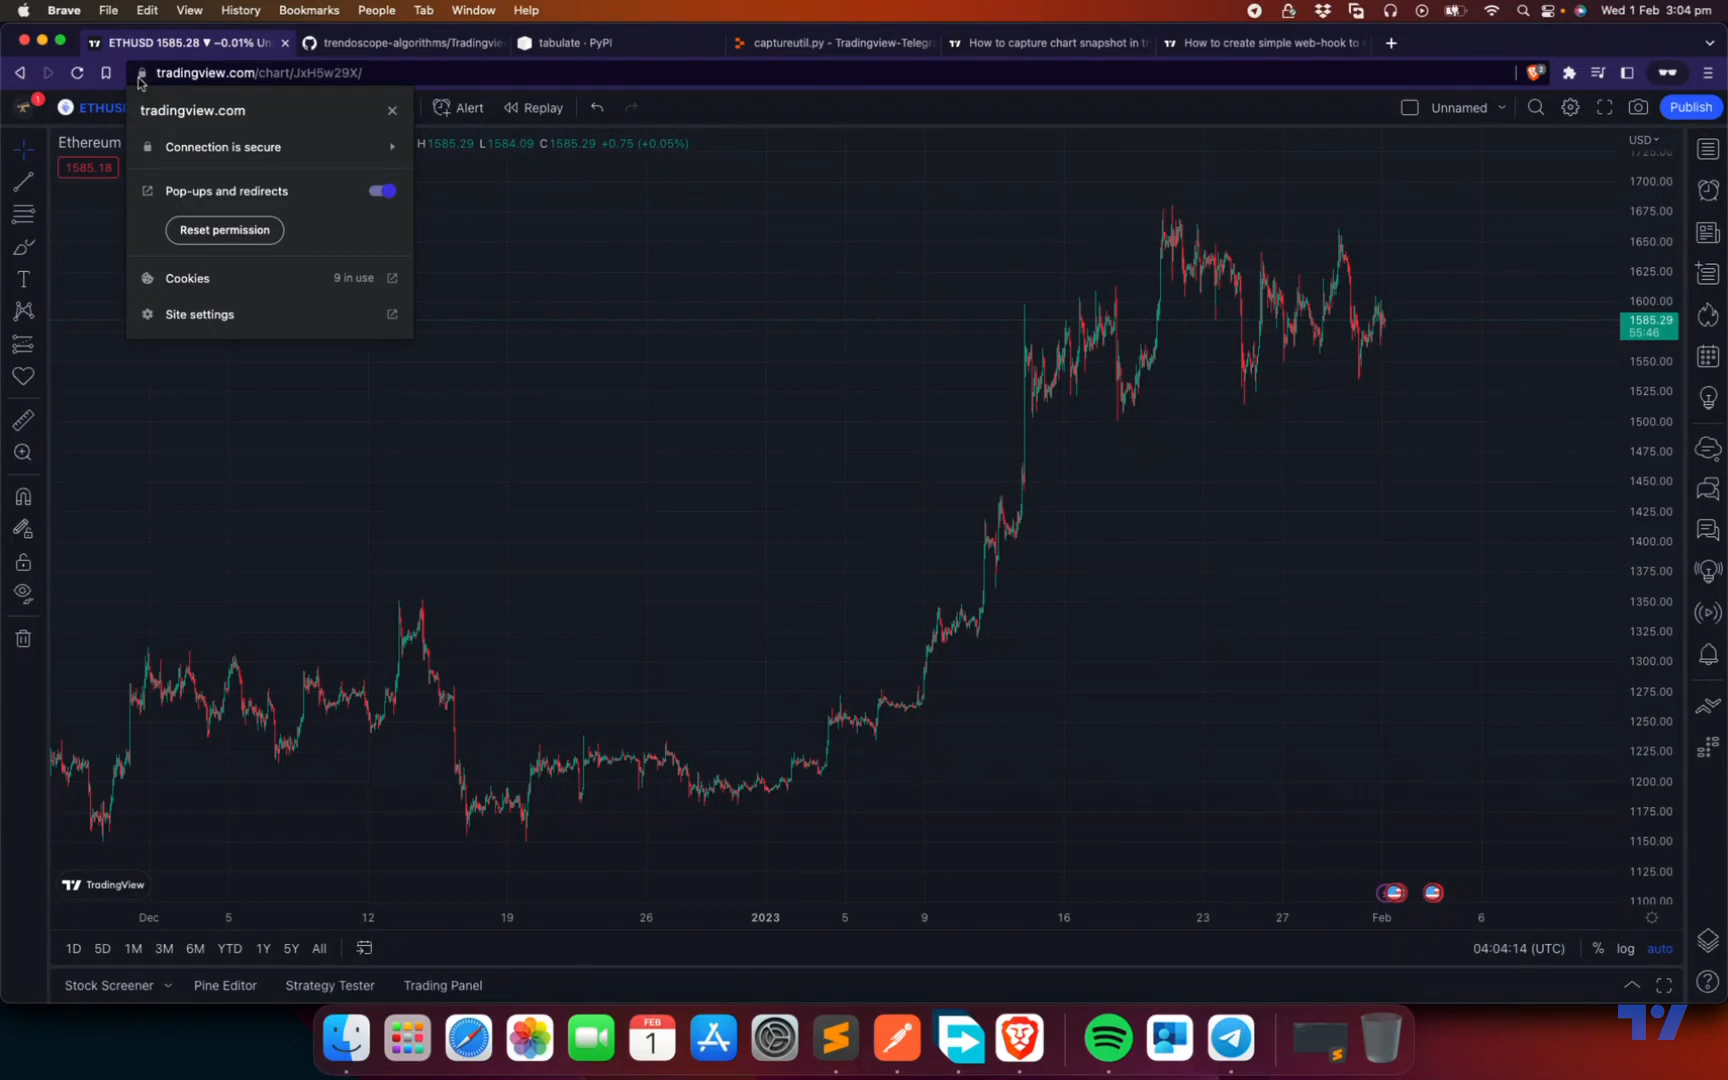 Brave File Edit View History Bookmarks People Tab Window Help Wed 1 Feb 3:04 pm
ETHUSD 1585.28 ▼ −0.01% Un
trendoscope-algorithms/Tradingvie
tabulate · PyPI
captureutil.py - Tradingview-Telegra
How to capture chart snapshot in tr
How to create simple web-hook to s
tradingview.com/chart/JxH5w29X/
2
1
ETHUS
Alert
Replay
Unnamed
Publish
tradingview.com
Connection is secure
Pop-ups and redirects
Reset permission
Cookies 9 in use
Site settings
Ethereum
H1585.29 L1584.09 C1585.29 +0.75 (+0.05%)
1585.18
USD
1725.00
1700.00
1675.00
1650.00
1625.00
1600.00
1585.29
55:46
1550.00
1525.00
1500.00
1475.00
1450.00
1425.00
1400.00
1375.00
1350.00
1325.00
1300.00
1275.00
1250.00
1225.00
1200.00
1175.00
1150.00
1125.00
1100.00
TradingView
Dec 5 12 19 26 2023 5 9 16 23 27 Feb 6
1D 5D 1M 3M 6M YTD 1Y 5Y All
04:04:14 (UTC) % log auto
Stock Screener Pine Editor Strategy Tester Trading Panel
FEB
1